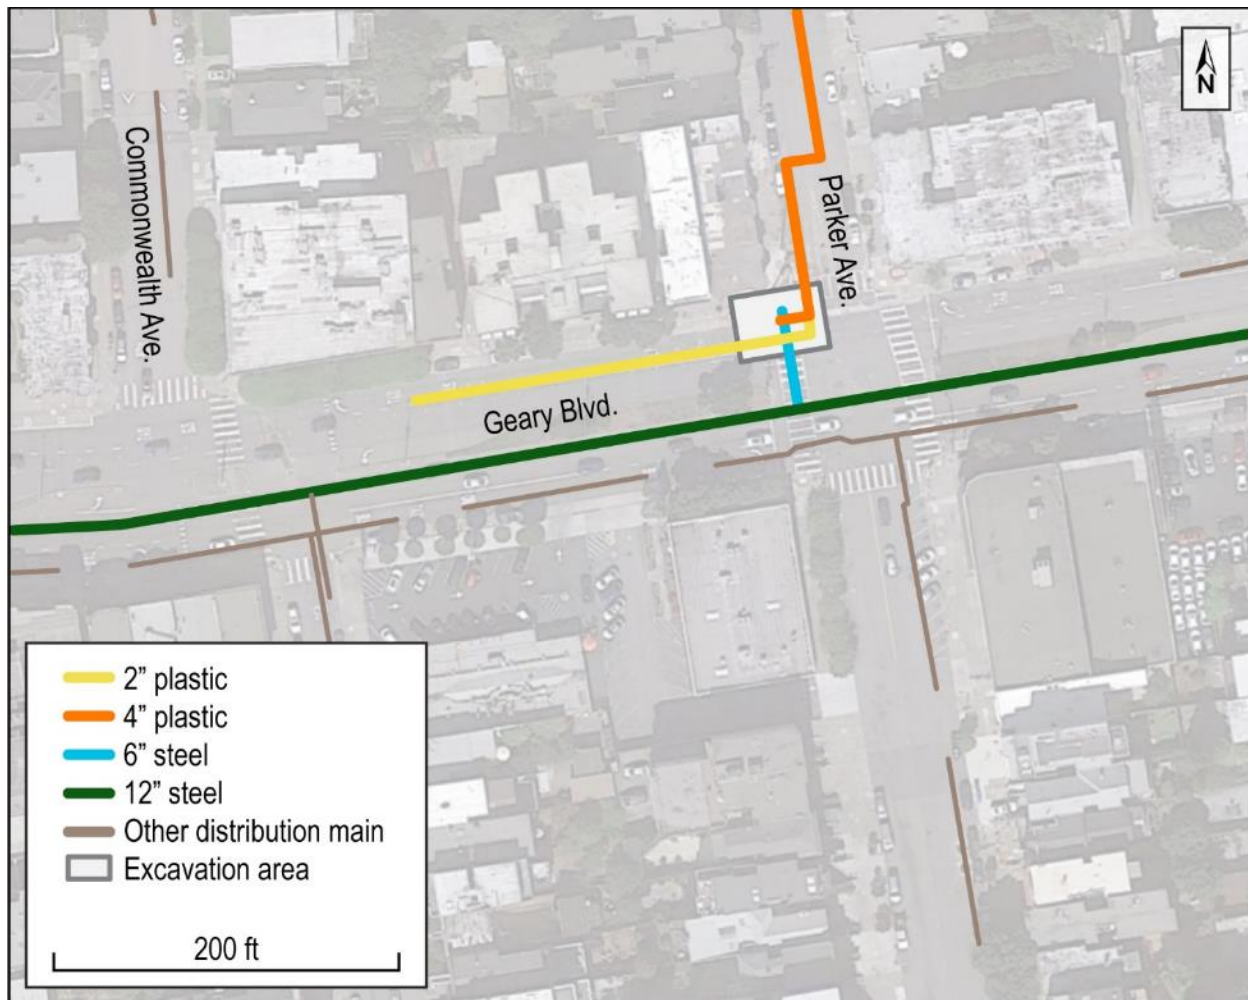 N
Commonwealth Ave.
Parker Ave.
Geary Blvd.
2” plastic
4” plastic
6” steel
12” steel
Other distribution main
Excavation area
200 ft